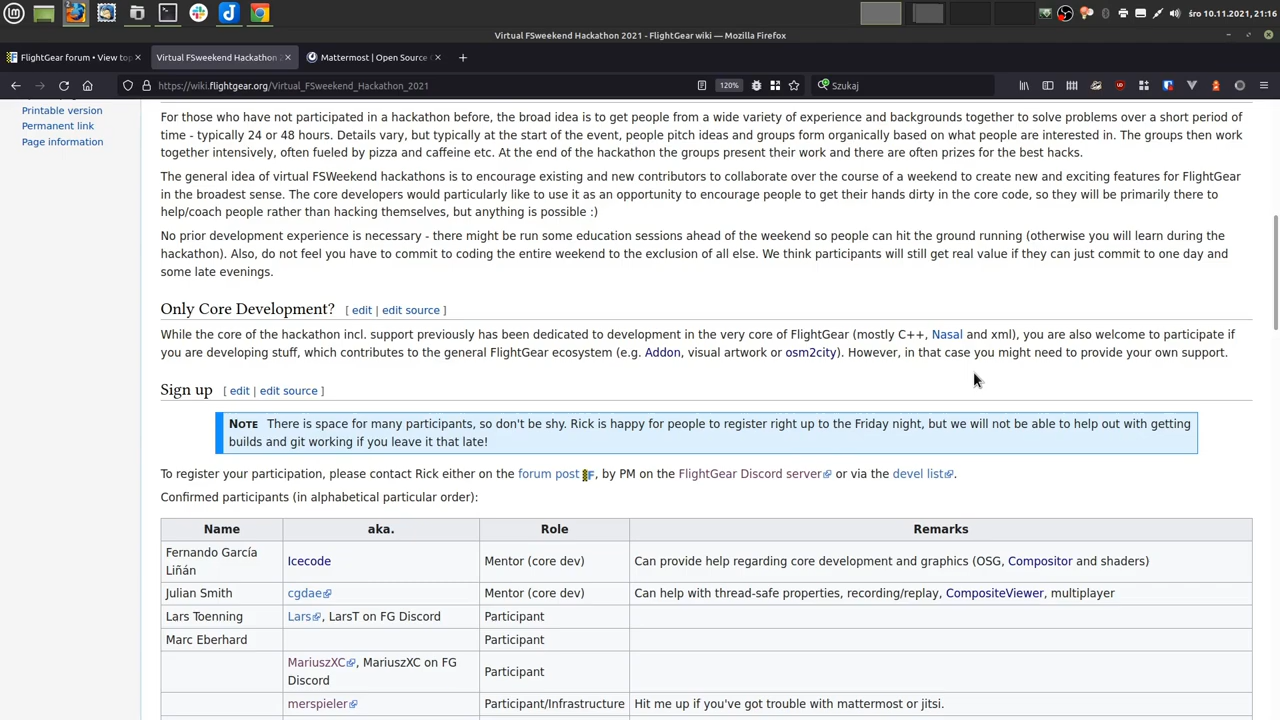 śro 10.11.2021, 21:16
Virtual FSweekend Hackathon 2021 - FlightGear wiki — Mozilla Firefox
FlightGear forum • View top
Virtual FSweekend Hackathon
Mattermost | Open Source
https://wiki.flightgear.org/Virtual_FSweekend_Hackathon_2021
120%
Szukaj
Printable version
Permanent link
Page information
For those who have not participated in a hackathon before, the broad idea is to get people from a wide variety of experience and backgrounds together to solve problems over a short period of
time - typically 24 or 48 hours. Details vary, but typically at the start of the event, people pitch ideas and groups form organically based on what people are interested in. The groups then work
together intensively, often fueled by pizza and caffeine etc. At the end of the hackathon the groups present their work and there are often prizes for the best hacks.
The general idea of virtual FSWeekend hackathons is to encourage existing and new contributors to collaborate over the course of a weekend to create new and exciting features for FlightGear
in the broadest sense. The core developers would particularly like to use it as an opportunity to encourage people to get their hands dirty in the core code, so they will be primarily there to
help/coach people rather than hacking themselves, but anything is possible :)
No prior development experience is necessary - there might be run some education sessions ahead of the weekend so people can hit the ground running (otherwise you will learn during the
hackathon). Also, do not feel you have to commit to coding the entire weekend to the exclusion of all else. We think participants will still get real value if they can just commit to one day and
some late evenings.
Only Core Development? [ edit | edit source ]
While the core of the hackathon incl. support previously has been dedicated to development in the very core of FlightGear (mostly C++, Nasal and xml), you are also welcome to participate if
you are developing stuff, which contributes to the general FlightGear ecosystem (e.g. Addon, visual artwork or osm2city). However, in that case you might need to provide your own support.
Sign up [ edit | edit source ]
NOTE There is space for many participants, so don't be shy. Rick is happy for people to register right up to the Friday night, but we will not be able to help out with getting
builds and git working if you leave it that late!
To register your participation, please contact Rick either on the forum post, by PM on the FlightGear Discord server or via the devel list.
Confirmed participants (in alphabetical particular order):
Name aka. Role Remarks
Fernando García
Liñán
Icecode Mentor (core dev) Can provide help regarding core development and graphics (OSG, Compositor and shaders)
Julian Smith cgdae Mentor (core dev) Can help with thread-safe properties, recording/replay, CompositeViewer, multiplayer
Lars Toenning Lars, LarsT on FG Discord Participant
Marc Eberhard Participant
MariuszXC, MariuszXC on FG
Discord
Participant
merspieler Participant/Infrastructure Hit me up if you've got trouble with mattermost or jitsi.